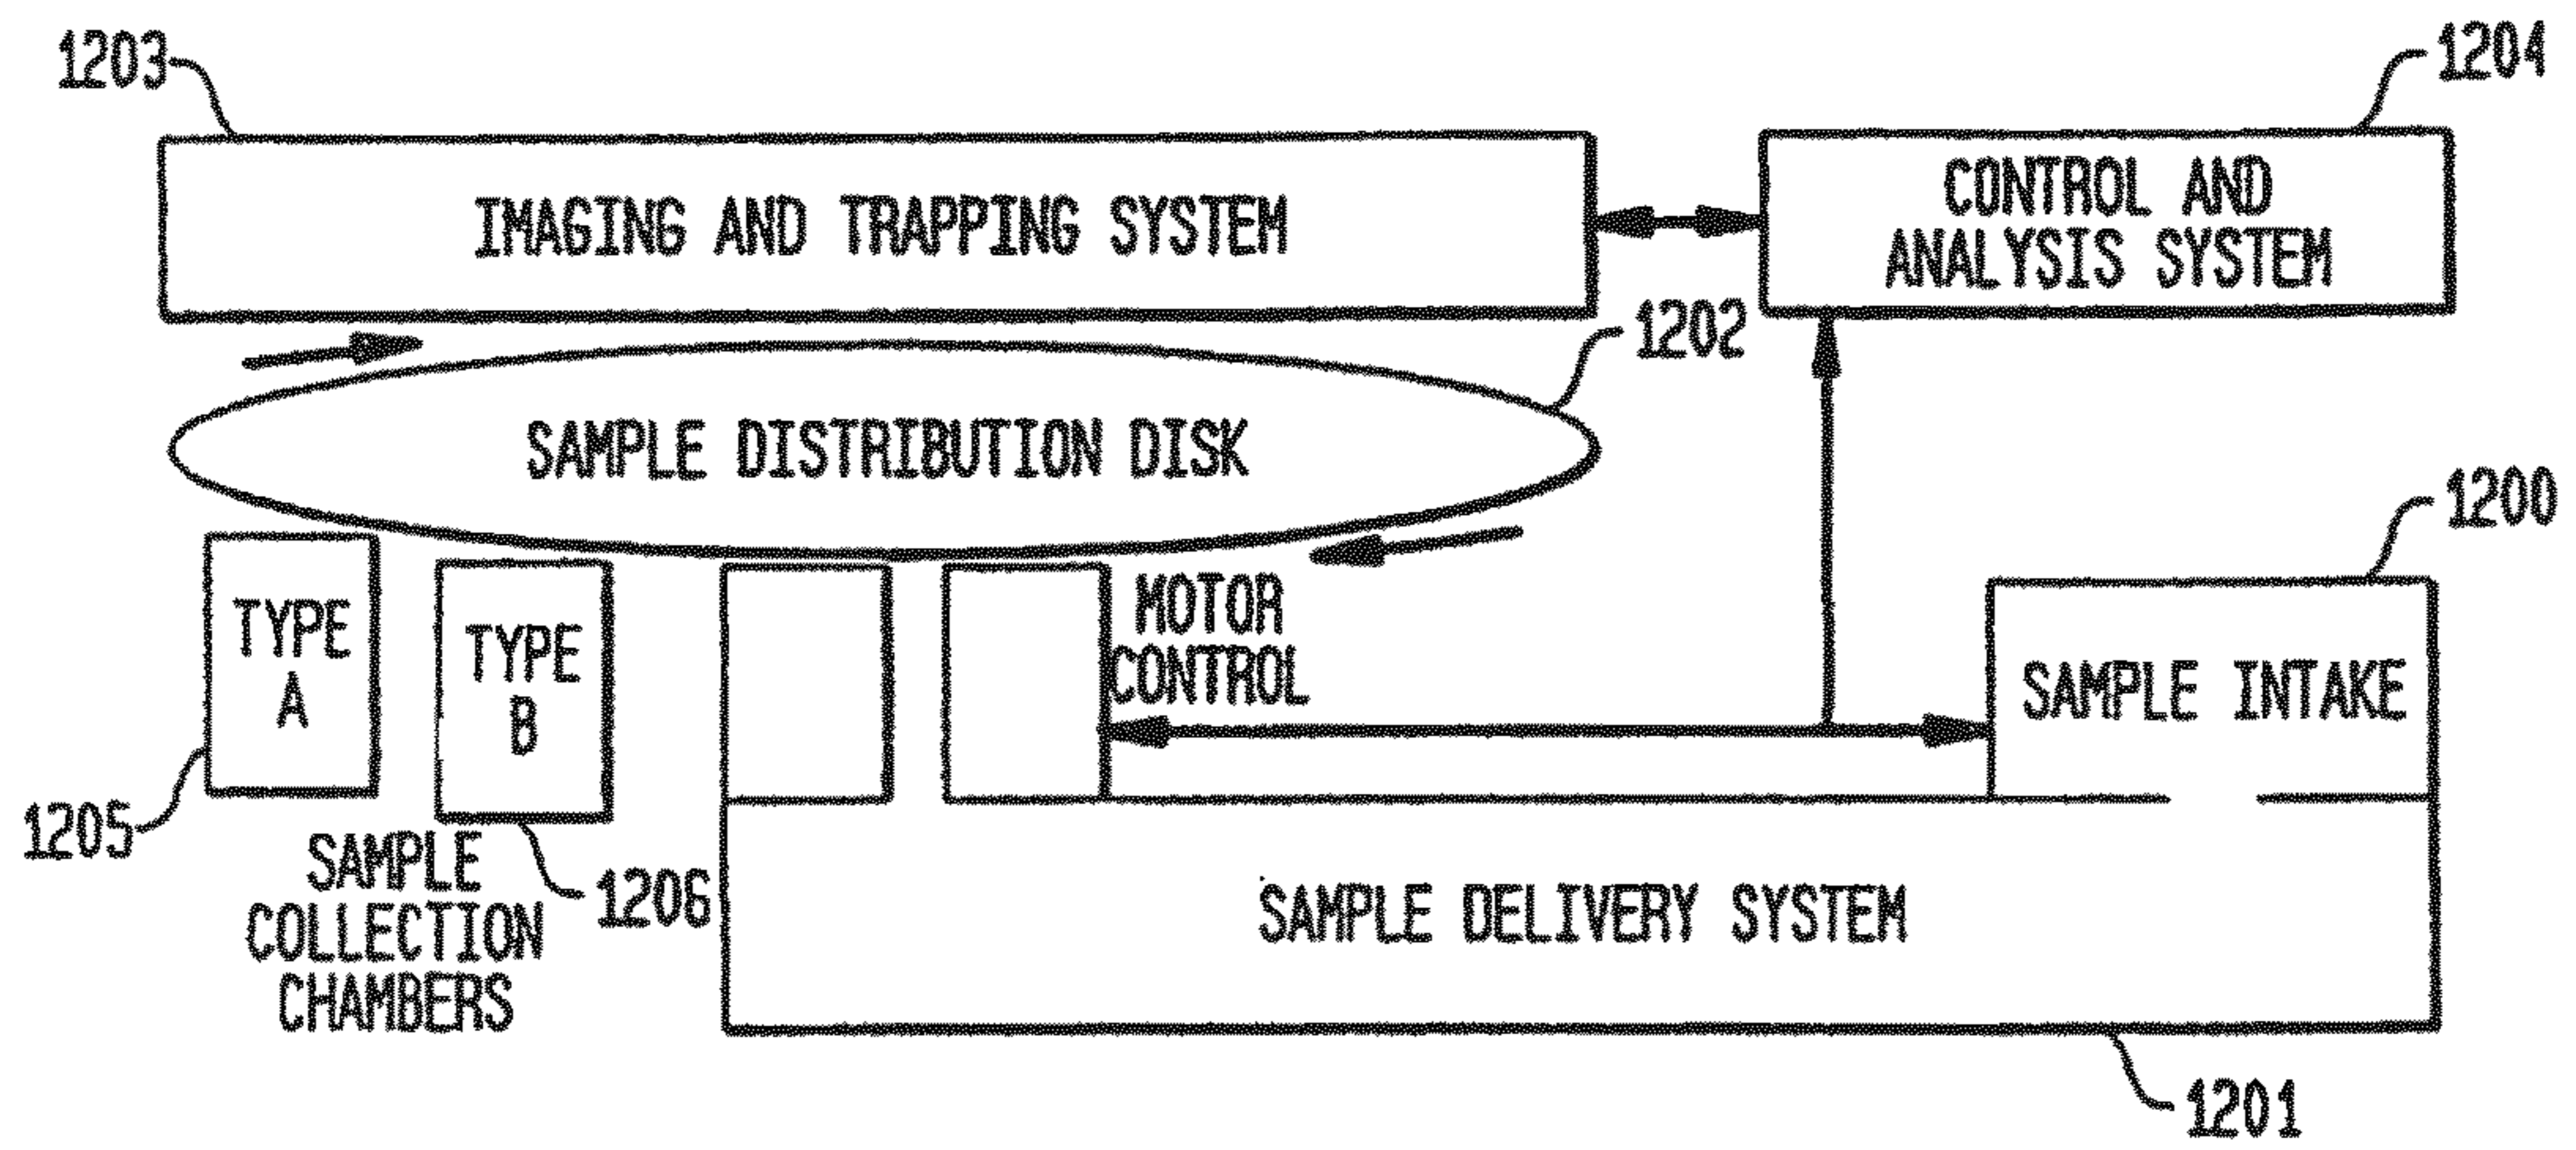 1203
1204
IMAGING AND TRAPPING SYSTEM
CONTROL AND
ANALYSIS SYSTEM
1202
SAMPLE DISTRIBUTION DISK
1200
TYPE
A
TYPE
B
MOTOR
CONTROL
SAMPLE INTAKE
1205
SAMPLE
COLLECTION
CHAMBERS
1206
SAMPLE DELIVERY SYSTEM
1201